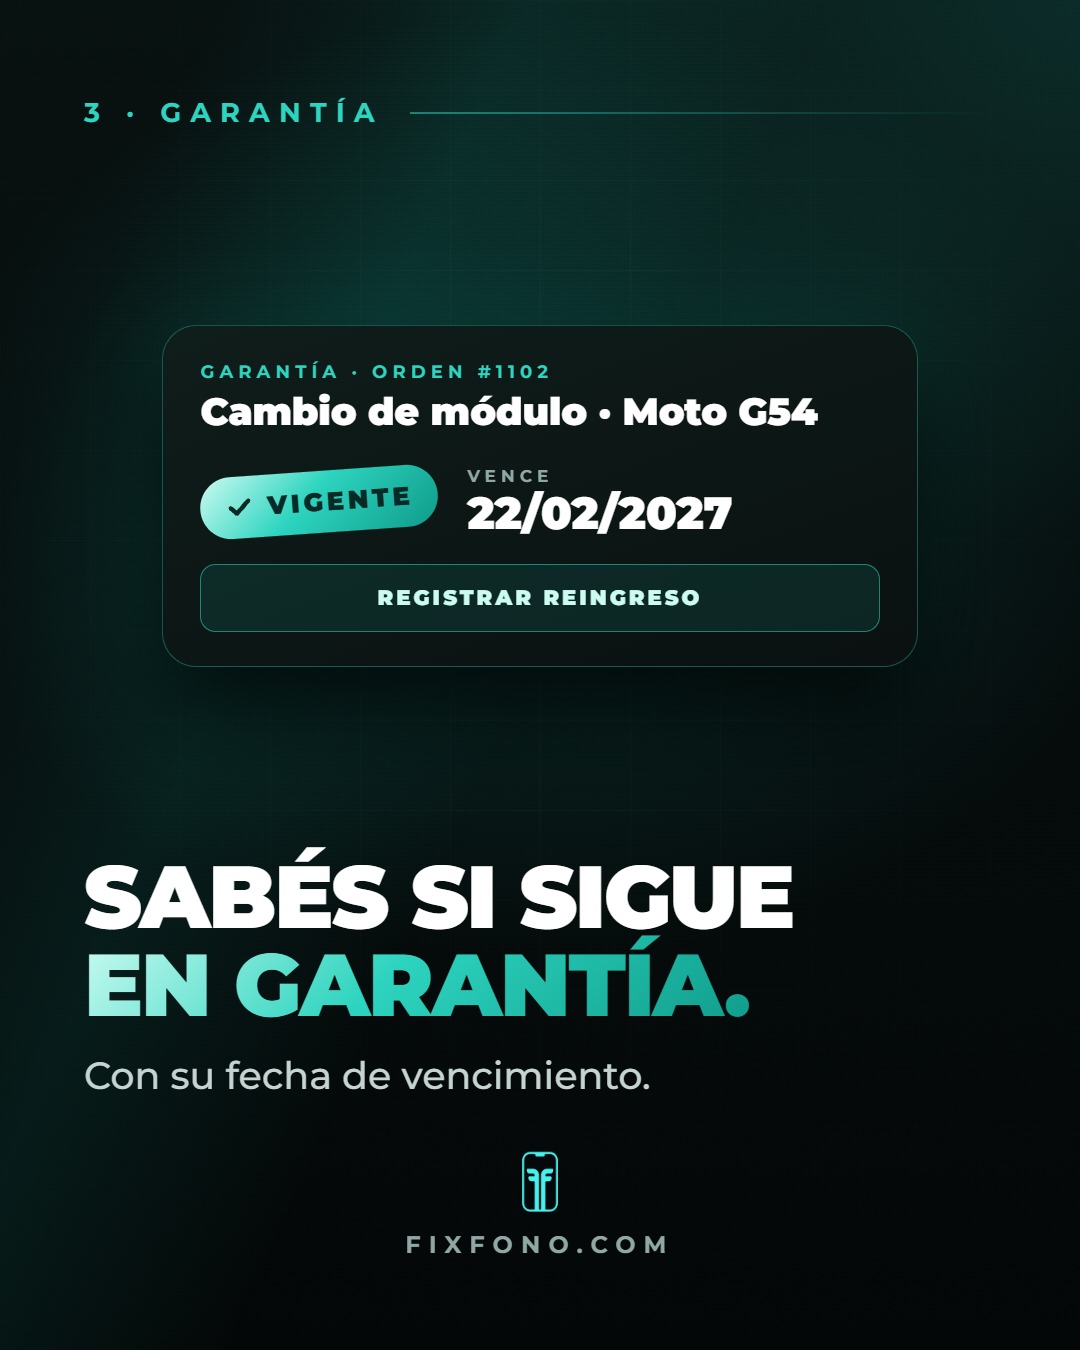 3 · GARANTÍA
GARANTÍA · ORDEN #1102
Cambio de módulo · Moto G54
✓ VIGENTE
VENCE
22/02/2027
REGISTRAR REINGRESO
SABÉS SI SIGUE
EN GARANTÍA.
Con su fecha de vencimiento.
FIXFONO.COM